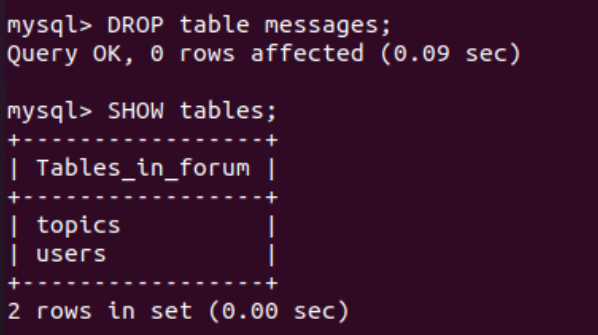 mysql> DROP table messages;
Query OK, 0 rows affected (0.09 sec)
mysql> SHOW tables;
+-----------------+
| Tables_in_forum |
+-----------------+
| topics          |
| users           |
+-----------------+
2 rows in set (0.00 sec)